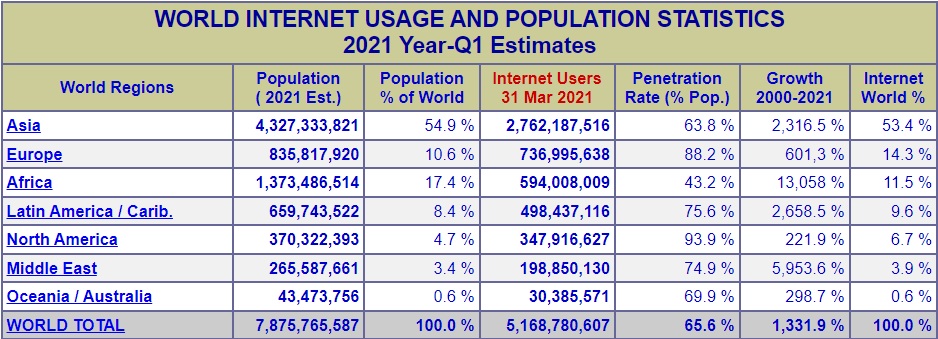 WORLD INTERNET USAGE AND POPULATION STATISTICS
2021 Year-Q1 Estimates
World Regions Population ( 2021 Est.) Population % of World Internet Users 31 Mar 2021 Penetration Rate (% Pop.) Growth 2000-2021 Internet World %
Asia 4,327,333,821 54.9 % 2,762,187,516 63.8 % 2,316.5 % 53.4 %
Europe 835,817,920 10.6 % 736,995,638 88.2 % 601,3 % 14.3 %
Africa 1,373,486,514 17.4 % 594,008,009 43.2 % 13,058 % 11.5 %
Latin America / Carib. 659,743,522 8.4 % 498,437,116 75.6 % 2,658.5 % 9.6 %
North America 370,322,393 4.7 % 347,916,627 93.9 % 221.9 % 6.7 %
Middle East 265,587,661 3.4 % 198,850,130 74.9 % 5,953.6 % 3.9 %
Oceania / Australia 43,473,756 0.6 % 30,385,571 69.9 % 298.7 % 0.6 %
WORLD TOTAL 7,875,765,587 100.0 % 5,168,780,607 65.6 % 1,331.9 % 100.0 %